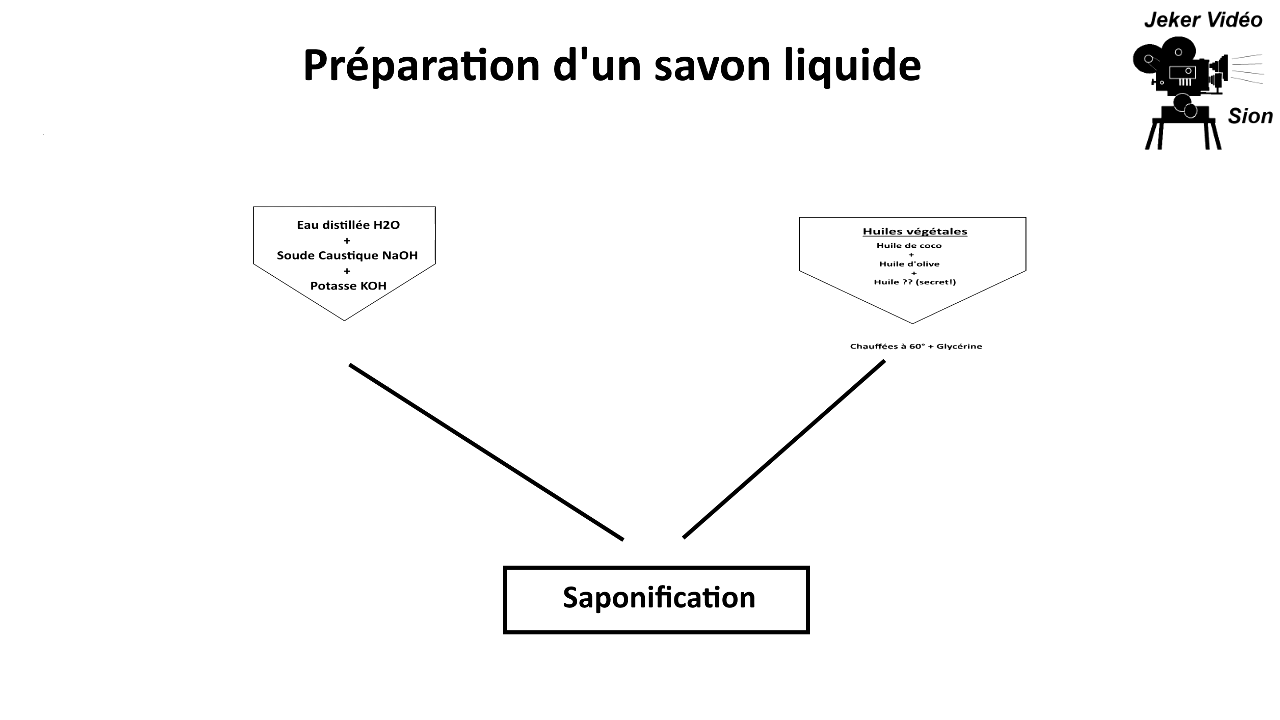 Jeker Vidéo
Préparation d'un savon liquide
Sion
Eau distillée H2O
+
Soude Caustique NaOH
+
Potasse KOH
Huiles végétales
Huile de coco
+
Huile d'olive
+
Huile ?? (secret!)
Chauffées à 60° + Glycérine
Saponification